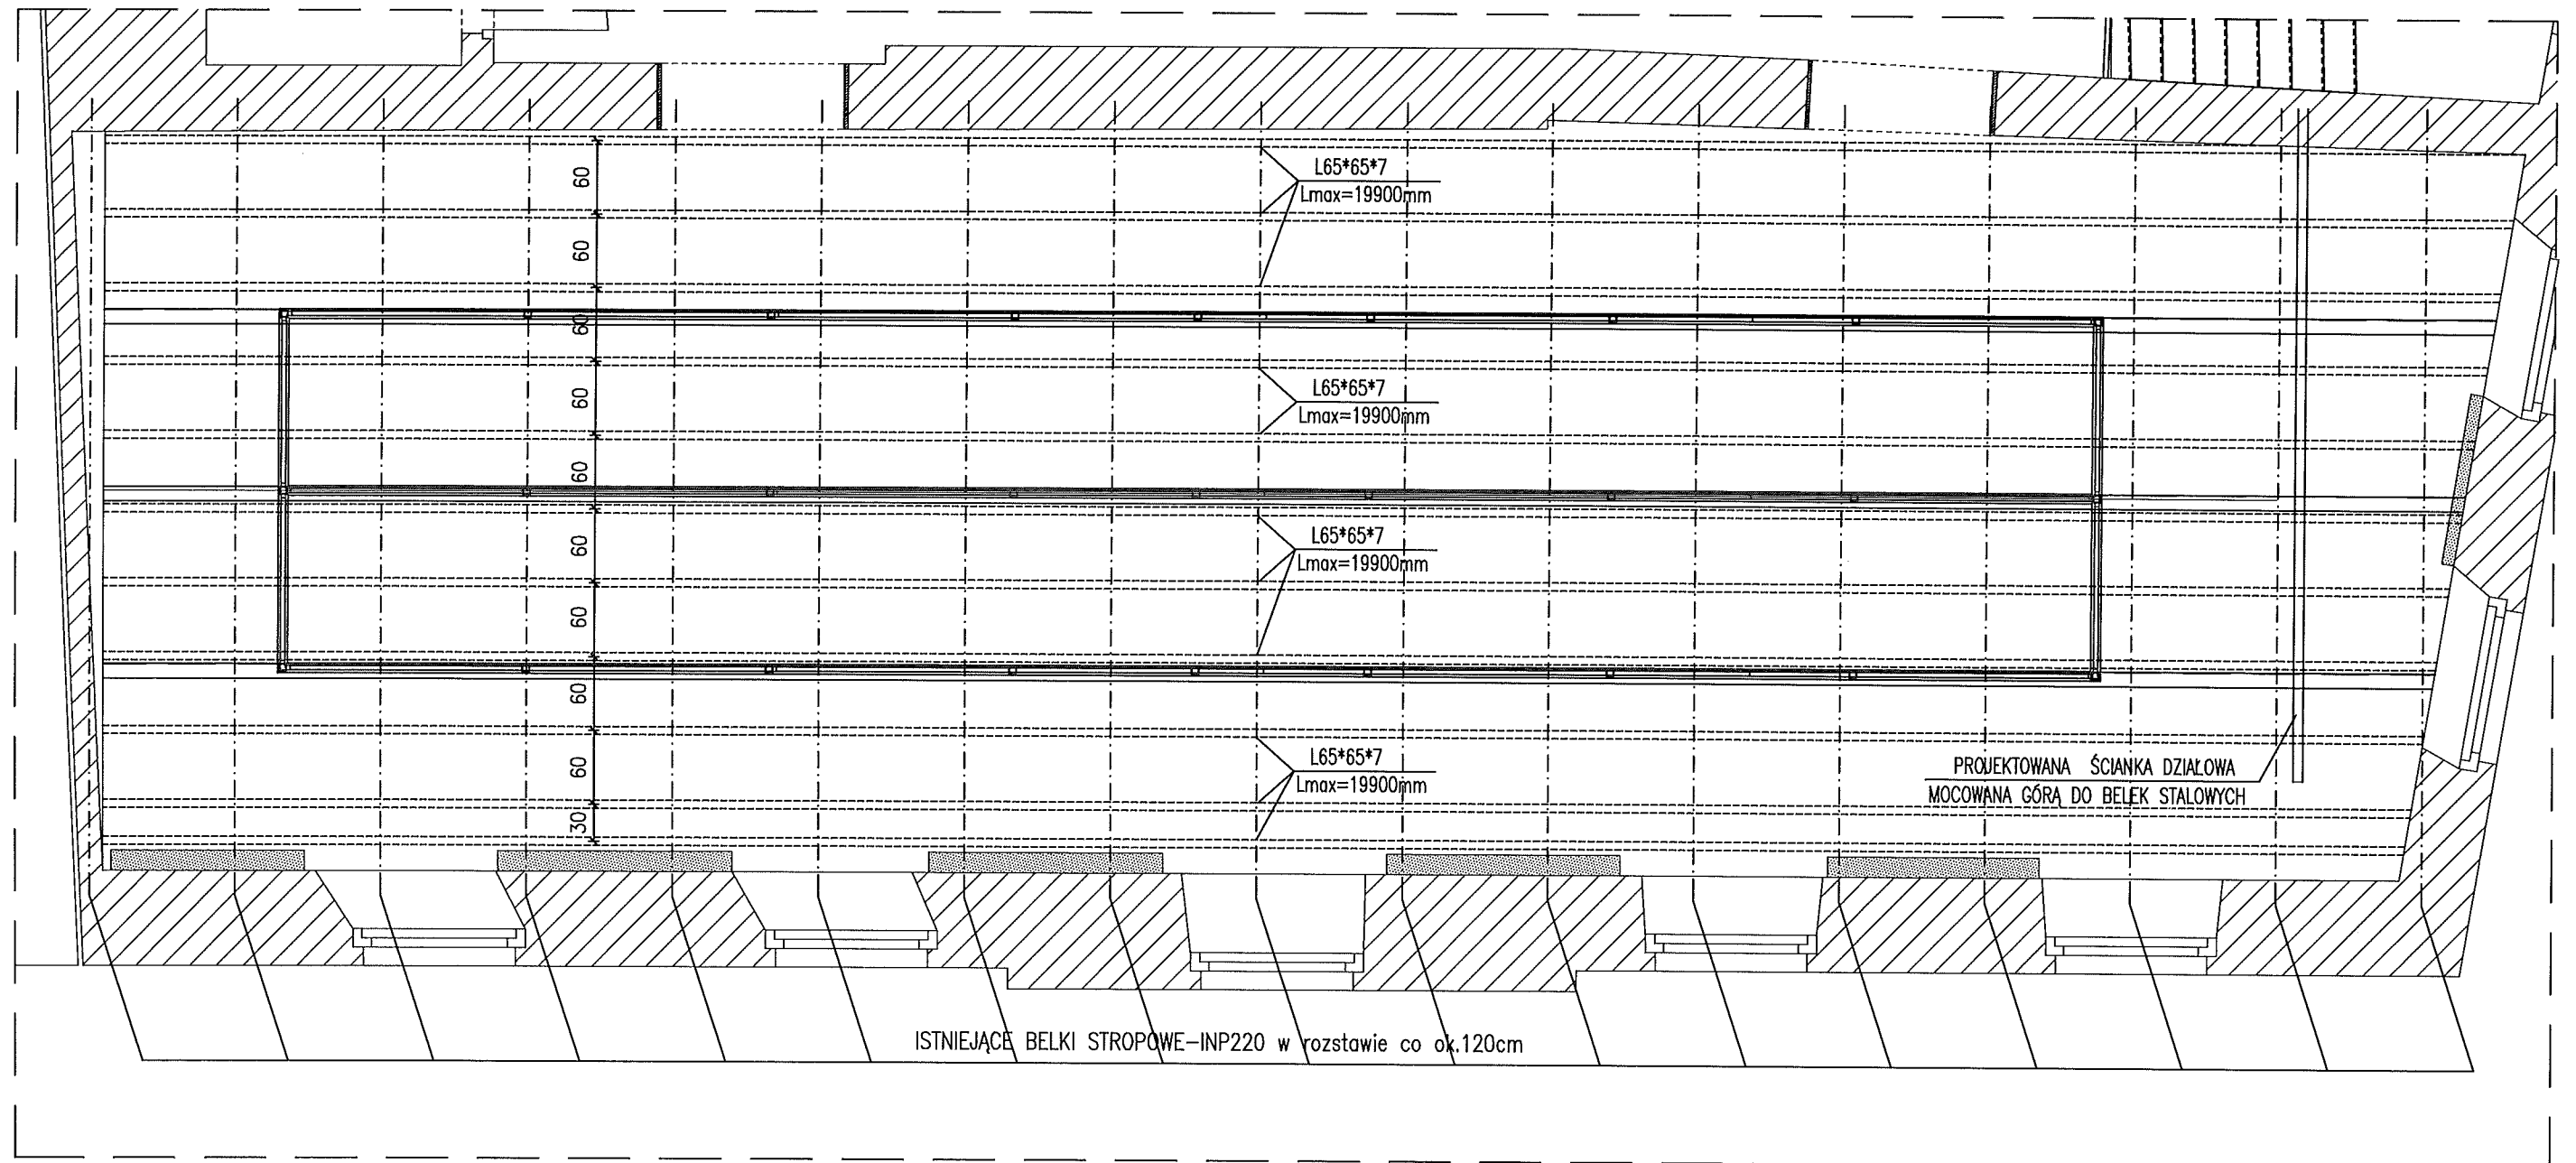 60
L65*65*7
Lmax=19900mm
60
60
L65*65*7
Lmax=19900mm
60
60
60
L65*65*7
Lmax=19900mm
60
60
L65*65*7
Lmax=19900mm
60
30
PROJEKTOWANA ŚCIANKA DZIAŁOWA
MOCOWANA GÓRĄ DO BELEK STALOWYCH
ISTNIEJĄCE BELKI STROPOWE-INP220 w rozstawie co ok.120cm